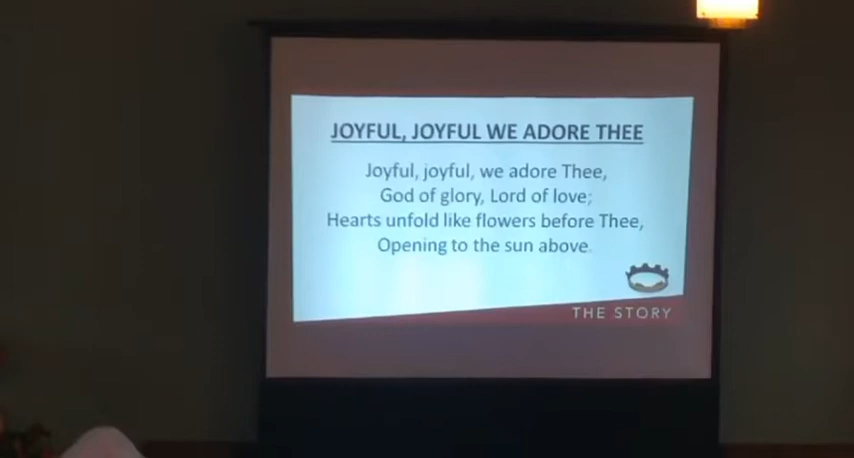 JOYFUL, JOYFUL WE ADORE THEE
Joyful, joyful, we adore Thee,
God of glory, Lord of love;
Hearts unfold like flowers before Thee,
Opening to the sun above.
THE STORY